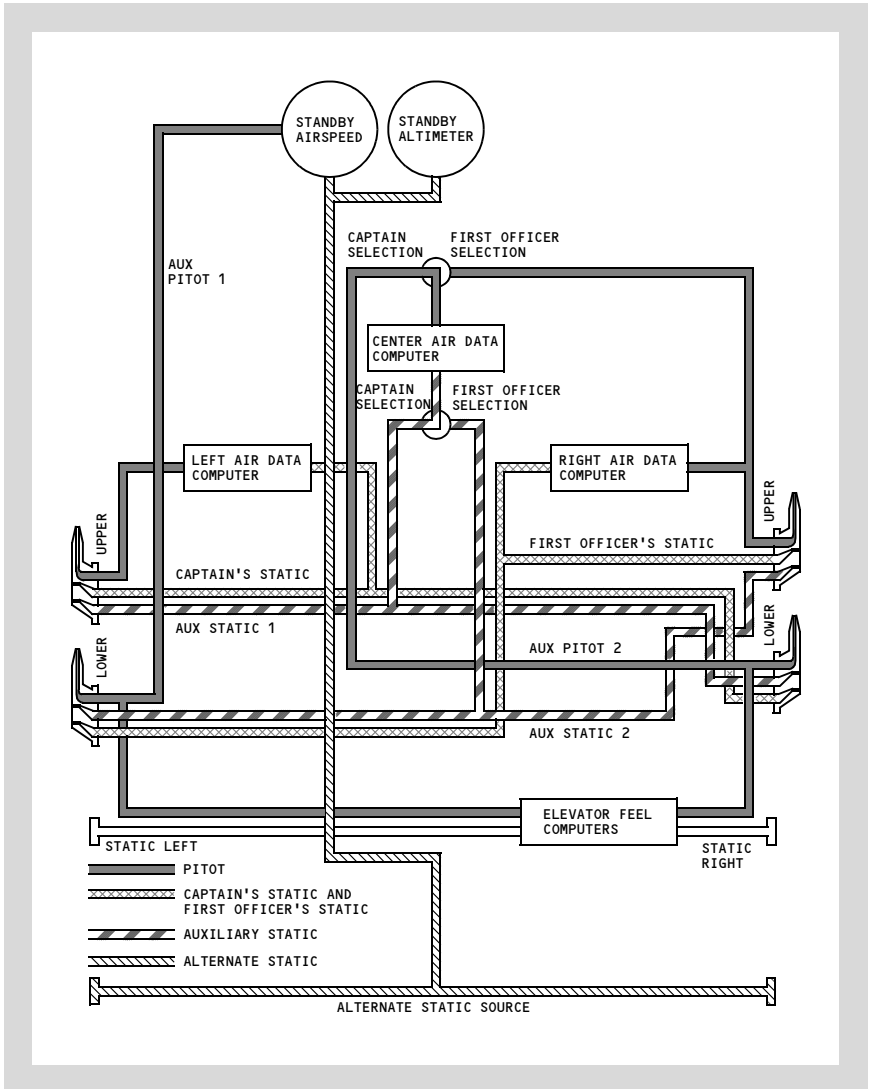 STANDBY
AIRSPEED
STANDBY
ALTIMETER
CAPTAIN
SELECTION
FIRST OFFICER
SELECTION
AUX
PITOT 1
CENTER AIR DATA
COMPUTER
CAPTAIN
SELECTION
FIRST OFFICER
SELECTION
LEFT AIR DATA
COMPUTER
RIGHT AIR DATA
COMPUTER
UPPER
UPPER
FIRST OFFICER'S STATIC
CAPTAIN'S STATIC
AUX STATIC 1
LOWER
LOWER
AUX PITOT 2
AUX STATIC 2
ELEVATOR FEEL
COMPUTERS
STATIC LEFT
STATIC
RIGHT
PITOT
CAPTAIN'S STATIC AND
FIRST OFFICER'S STATIC
AUXILIARY STATIC
ALTERNATE STATIC
ALTERNATE STATIC SOURCE